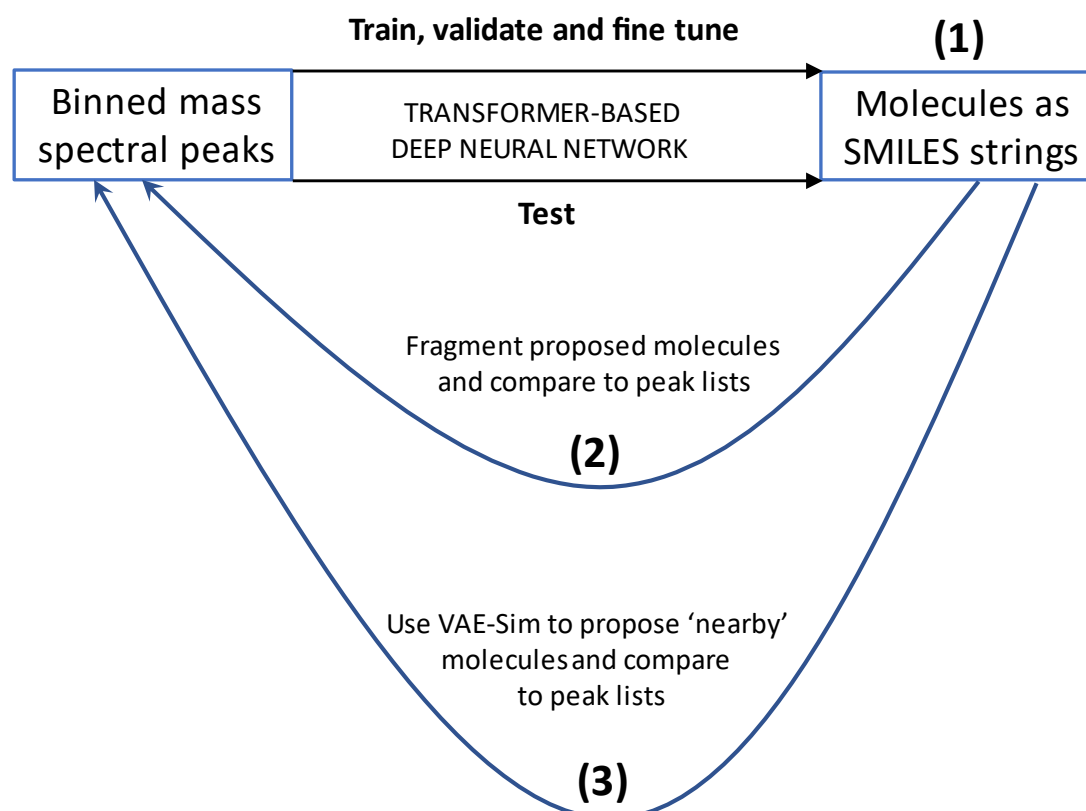 Train, validate and fine tune
(1)
Binned mass
spectral peaks
TRANSFORMER-BASED
DEEP NEURAL NETWORK
Molecules as
SMILES strings
Test
Fragment proposed molecules
and compare to peak lists
(2)
Use VAE-Sim to propose ‘nearby’
molecules and compare
to peak lists
(3)